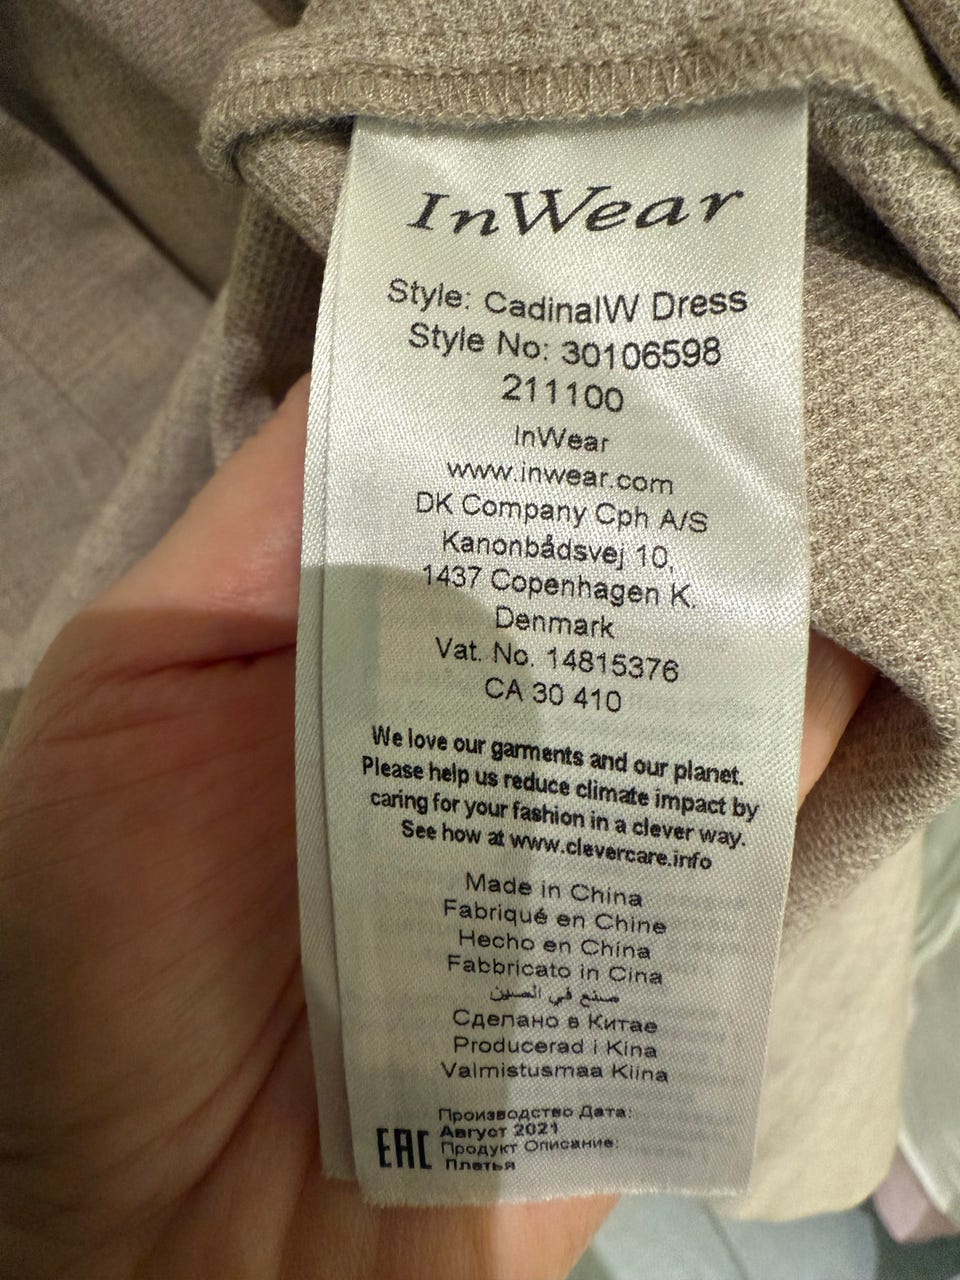 InWear
Style: CadinaIW Dress
Style No: 30106598
211100
InWear
www.inwear.com
DK Company Cph A/S
Kanonbådsvej 10,
1437 Copenhagen K.
Denmark
Vat. No. 14815376
CA 30 410
We love our garments and our planet.
Please help us reduce climate impact by
caring for your fashion in a clever way.
See how at www.clevercare.info
Made in China
Fabriqué en Chine
Hecho en China
Fabbricato in Cina
صنع في الصين
Сделано в Китае
Producerad i Kina
Valmistusmaa Kiina
Производство Дата:
Август 2021
Продукт Описание:
Платья
EAC